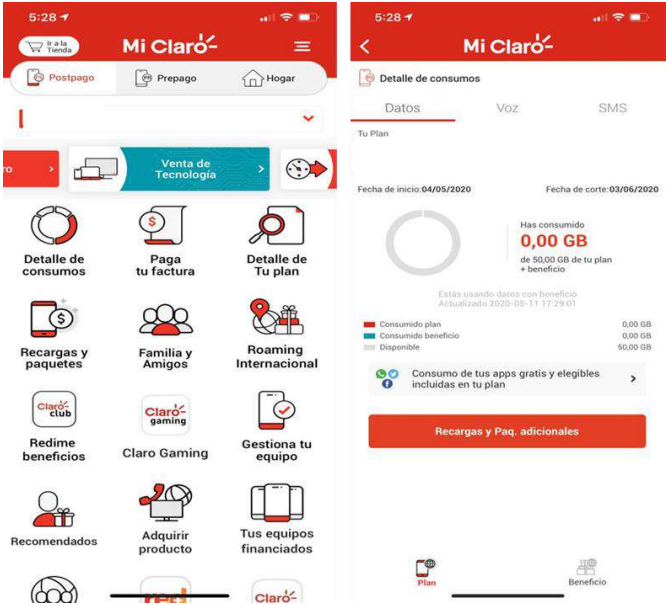 5:28
Ir a la
Tienda
Mi Claro
Postpago
Prepago
Hogar
ro
Venta de
Tecnología
Detalle de
consumos
Paga
tu factura
Detalle de
Tu plan
Recargas y
paquetes
Familia y
Amigos
Roaming
Internacional
Claro
club
Redime
beneficios
Claro
gaming
Claro Gaming
Gestiona tu
equipo
Recomendados
Adquirir
producto
Tus equipos
financiados
Claro
5:28
Mi Claro
Detalle de consumos
Datos
Voz
SMS
Tu Plan
Fecha de inicio:04/05/2020
Fecha de corte:03/06/2020
Has consumido
0,00 GB
de 50,00 GB de tu plan
+ beneficio
Estás usando datos con beneficio
Actualizado 2020-05-11 17:29:01
Consumido plan 0,00 GB
Consumido beneficio 0,00 GB
Disponible 50,00 GB
Consumo de tus apps gratis y elegibles
incluidas en tu plan
Recargas y Paq. adicionales
Plan
Beneficio